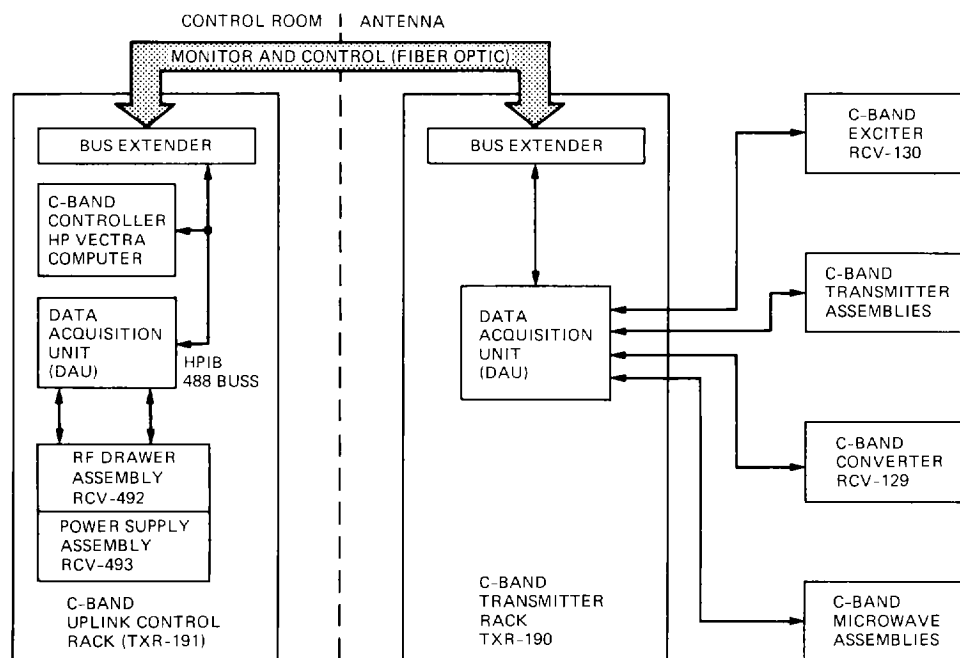 CONTROL ROOM
ANTENNA
MONITOR AND CONTROL (FIBER OPTIC)
BUS EXTENDER
C-BAND
CONTROLLER
HP VECTRA
COMPUTER
DATA
ACQUISITION
UNIT
(DAU)
HPIB
488 BUSS
RF DRAWER
ASSEMBLY
RCV-492
POWER SUPPLY
ASSEMBLY
RCV-493
C-BAND
UPLINK CONTROL
RACK (TXR-191)
BUS EXTENDER
DATA
ACQUISITION
UNIT
(DAU)
C-BAND
TRANSMITTER
RACK
TXR-190
C-BAND
EXCITER
RCV-130
C-BAND
TRANSMITTER
ASSEMBLIES
C-BAND
CONVERTER
RCV-129
C-BAND
MICROWAVE
ASSEMBLIES